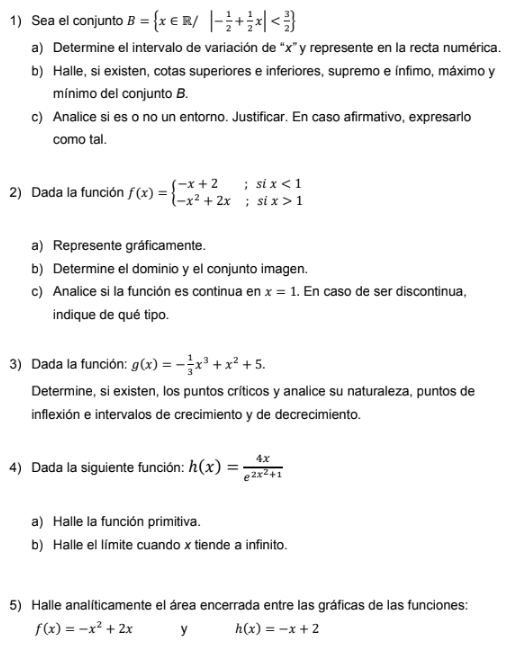 1) Sea el conjunto B = {x ∈ ℝ/ |−1/2 + 1/2 x| < 3/2}
a) Determine el intervalo de variación de “x” y represente en la recta numérica.
b) Halle, si existen, cotas superiores e inferiores, supremo e ínfimo, máximo y
mínimo del conjunto B.
c) Analice si es o no un entorno. Justificar. En caso afirmativo, expresarlo
como tal.
2) Dada la función f(x) = {−x + 2 ; si x < 1
−x² + 2x ; si x > 1
a) Represente gráficamente.
b) Determine el dominio y el conjunto imagen.
c) Analice si la función es continua en x = 1. En caso de ser discontinua,
indique de qué tipo.
3) Dada la función: g(x) = −1/3 x³ + x² + 5.
Determine, si existen, los puntos críticos y analice su naturaleza, puntos de
inflexión e intervalos de crecimiento y de decrecimiento.
4) Dada la siguiente función: h(x) = 4x / e^(2x²+1)
a) Halle la función primitiva.
b) Halle el límite cuando x tiende a infinito.
5) Halle analíticamente el área encerrada entre las gráficas de las funciones:
f(x) = −x² + 2x y h(x) = −x + 2